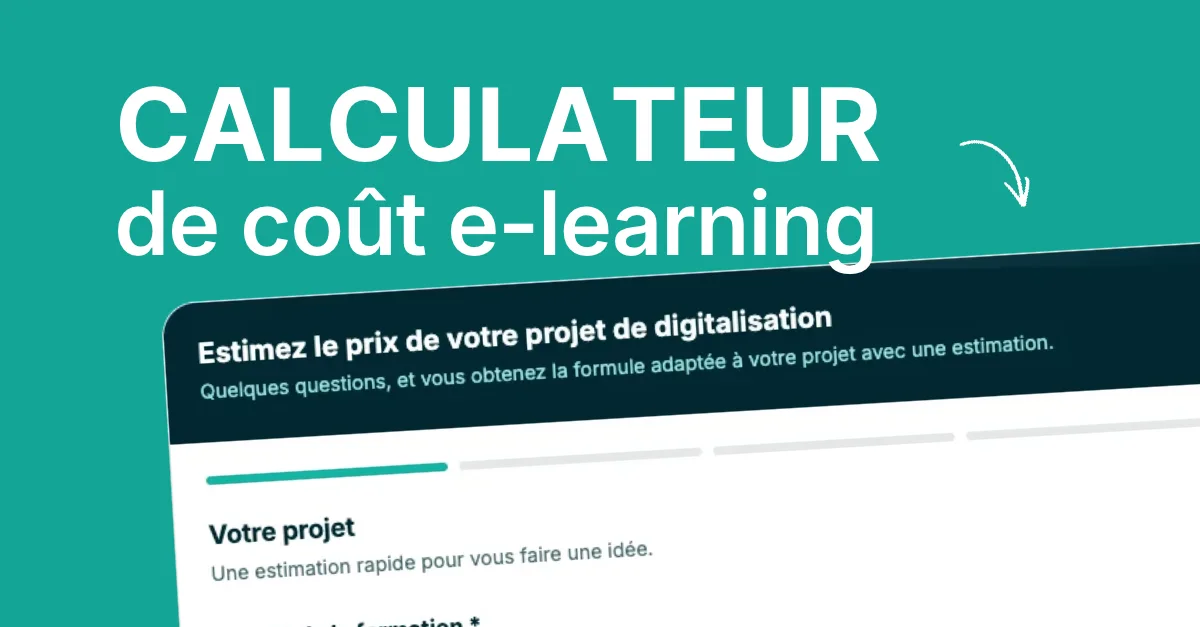 CALCULATEUR
de coût e-learning
Estimez le prix de votre projet de digitalisation
Quelques questions, et vous obtenez la formule adaptée à votre projet avec une estimation.
Votre projet
Une estimation rapide pour vous faire une idée.
formation *